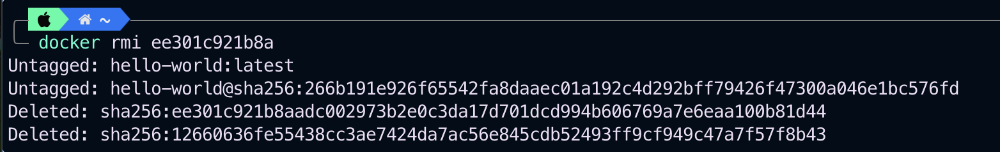 ~
docker rmi ee301c921b8a
Untagged: hello-world:latest
Untagged: hello-world@sha256:266b191e926f65542fa8daaec01a192c4d292bff79426f47300a046e1bc576fd
Deleted: sha256:ee301c921b8aadc002973b2e0c3da17d701dcd994b606769a7e6eaa100b81d44
Deleted: sha256:12660636fe55438cc3ae7424da7ac56e845cdb52493ff9cf949c47a7f57f8b43